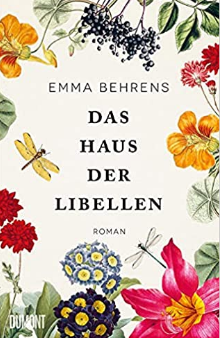 EMMA BEHRENS
DAS
HAUS
DER
LIBELLEN
ROMAN
DUMONT